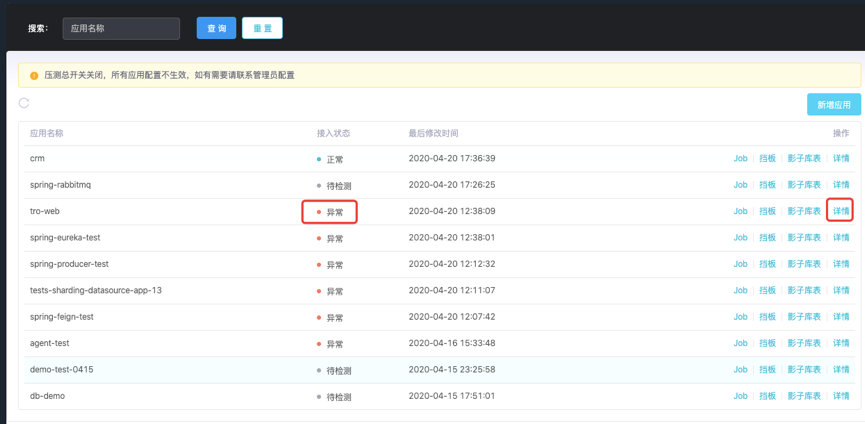 搜索: 应用名称 查 询 重 置
压测总开关关闭，所有应用配置不生效，如有需要请联系管理员配置
新增应用
应用名称 接入状态 最后修改时间 操作
crm 正常 2020-04-20 17:36:39 Job 挡板 影子库表 详情
spring-rabbitmq 待检测 2020-04-20 17:26:25 Job 挡板 影子库表 详情
tro-web 异常 2020-04-20 12:38:09 Job 挡板 影子库表 详情
spring-eureka-test 异常 2020-04-20 12:38:01 Job 挡板 影子库表 详情
spring-producer-test 异常 2020-04-20 12:12:32 Job 挡板 影子库表 详情
tests-sharding-datasource-app-13 异常 2020-04-20 12:11:07 Job 挡板 影子库表 详情
spring-feign-test 异常 2020-04-20 12:07:42 Job 挡板 影子库表 详情
agent-test 异常 2020-04-16 15:33:48 Job 挡板 影子库表 详情
demo-test-0415 待检测 2020-04-15 23:25:58 Job 挡板 影子库表 详情
db-demo 待检测 2020-04-15 17:51:01 Job 挡板 影子库表 详情